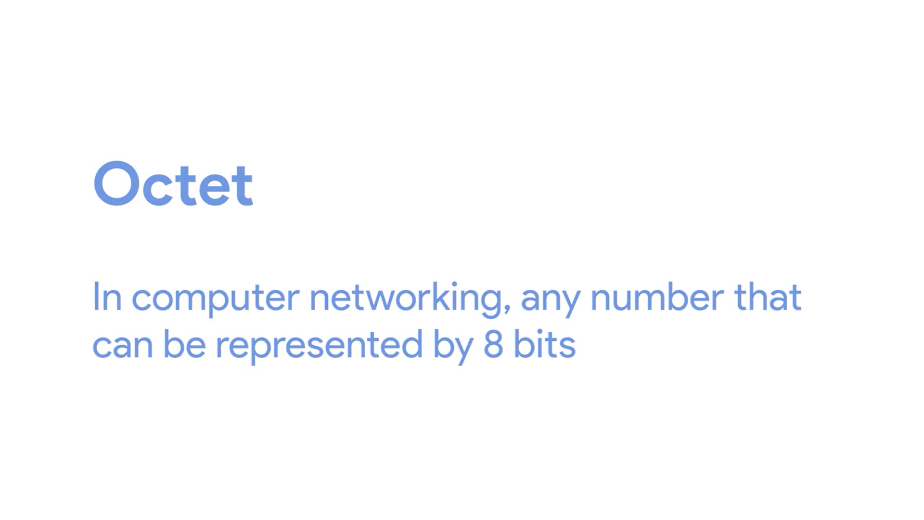 Octet
In computer networking, any number that
can be represented by 8 bits